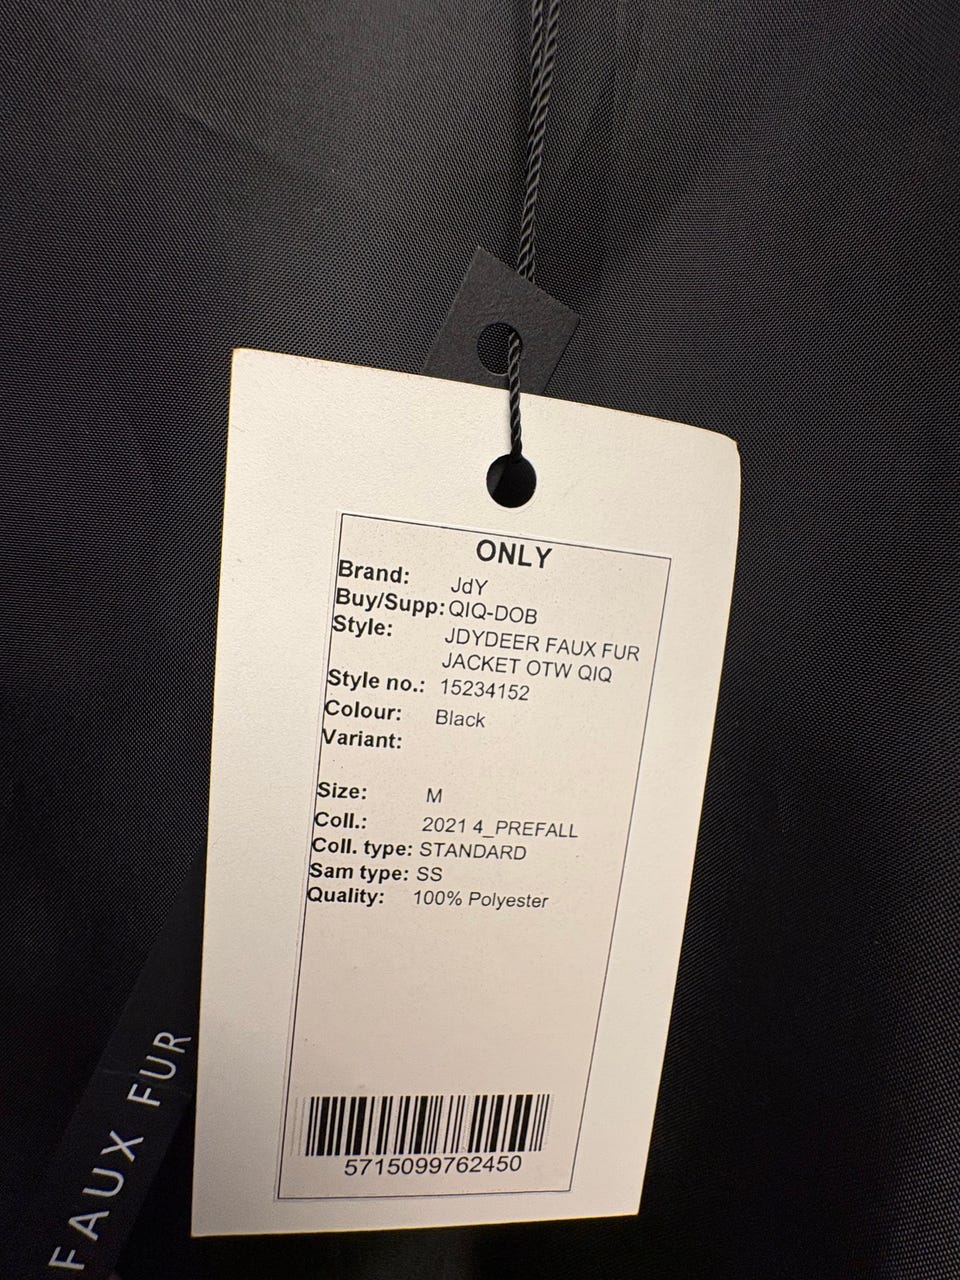 ONLY
Brand: JdY
Buy/Supp: QIQ-DOB
Style: JDYDEER FAUX FUR
JACKET OTW QIQ
Style no.: 15234152
Colour: Black
Variant:
Size: M
Coll.: 2021 4_PREFALL
Coll. type: STANDARD
Sam type: SS
Quality: 100% Polyester
5715099762450
FAUX FUR